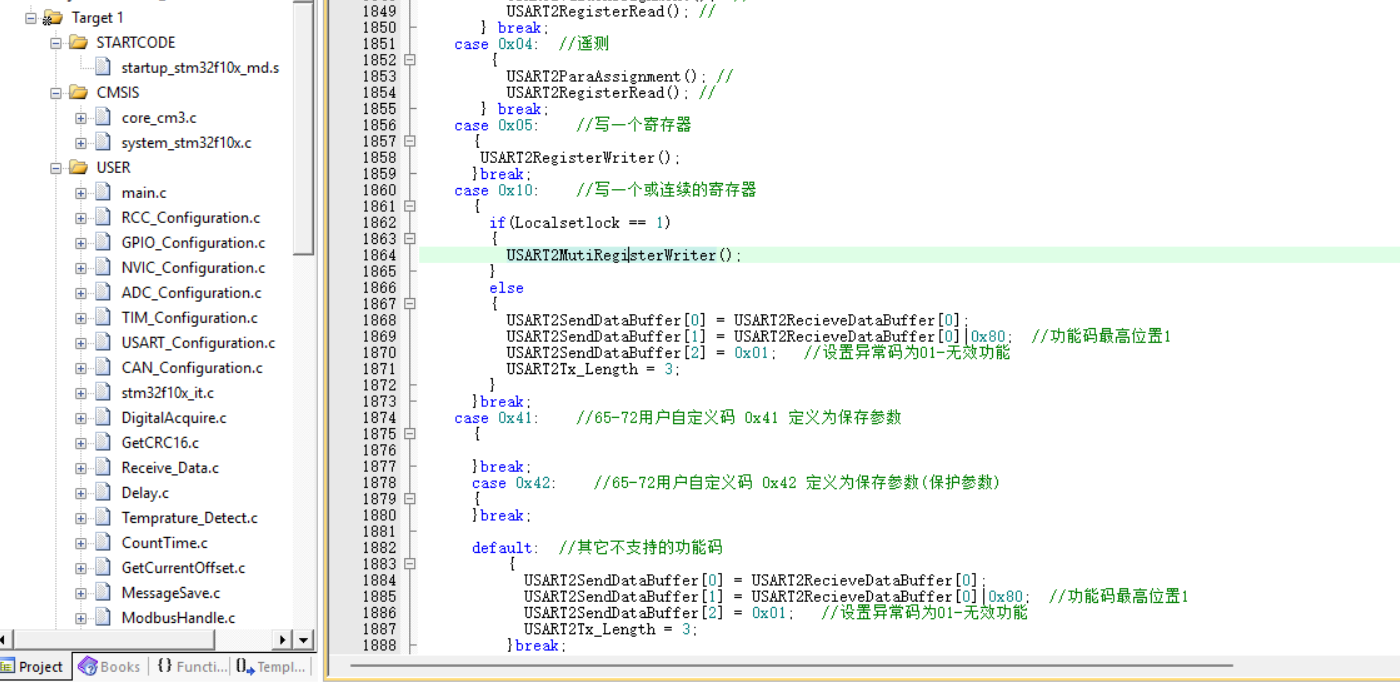 Target 1
STARTCODE
startup_stm32f10x_md.s
CMSIS
core_cm3.c
system_stm32f10x.c
USER
main.c
RCC_Configuration.c
GPIO_Configuration.c
NVIC_Configuration.c
ADC_Configuration.c
TIM_Configuration.c
USART_Configuration.c
CAN_Configuration.c
stm32f10x_it.c
DigitalAcquire.c
GetCRC16.c
Receive_Data.c
Delay.c
Temprature_Detect.c
CountTime.c
GetCurrentOffset.c
MessageSave.c
ModbusHandle.c
Project Books {} Functi... Templ...
1849 USART2RegisterRead(); //
1850 } break;
1851 case 0x04: //遥测
1852 {
1853 USART2ParaAssignment(); //
1854 USART2RegisterRead(); //
1855 } break;
1856 case 0x05: //写一个寄存器
1857 {
1858 USART2RegisterWriter();
1859 }break;
1860 case 0x10: //写一个或连续的寄存器
1861 {
1862 if(Localsetlock == 1)
1863 {
1864 USART2MutiRegisterWriter();
1865 }
1866 else
1867 {
1868 USART2SendDataBuffer[0] = USART2RecieveDataBuffer[0];
1869 USART2SendDataBuffer[1] = USART2RecieveDataBuffer[0]|0x80; //功能码最高位置1
1870 USART2SendDataBuffer[2] = 0x01; //设置异常码为01-无效功能
1871 USART2Tx_Length = 3;
1872 }
1873 }break;
1874 case 0x41: //65-72用户自定义码 0x41 定义为保存参数
1875 {
1876
1877 }break;
1878 case 0x42: //65-72用户自定义码 0x42 定义为保存参数(保护参数)
1879 {
1880 }break;
1881
1882 default: //其它不支持的功能码
1883 {
1884 USART2SendDataBuffer[0] = USART2RecieveDataBuffer[0];
1885 USART2SendDataBuffer[1] = USART2RecieveDataBuffer[0]|0x80; //功能码最高位置1
1886 USART2SendDataBuffer[2] = 0x01; //设置异常码为01-无效功能
1887 USART2Tx_Length = 3;
1888 }break;